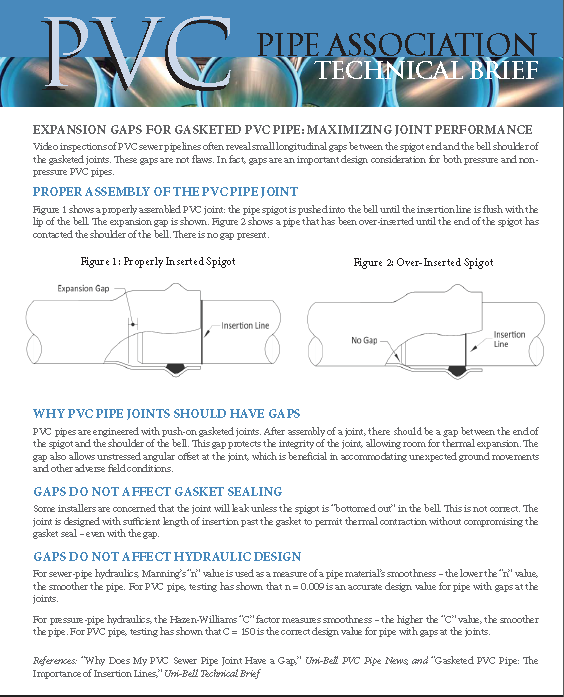 PVC PIPE ASSOCIATION
TECHNICAL BRIEF
EXPANSION GAPS FOR GASKETED PVC PIPE: MAXIMIZING JOINT PERFORMANCE
Video inspections of PVC sewer pipelines often reveal small longitudinal gaps between the spigot end and the bell shoulder of
the gasketed joints. These gaps are not flaws. In fact, gaps are an important design consideration for both pressure and non-
pressure PVC pipes.
PROPER ASSEMBLY OF THE PVC PIPE JOINT
Figure 1 shows a properly assembled PVC joint: the pipe spigot is pushed into the bell until the insertion line is flush with the
lip of the bell. The expansion gap is shown. Figure 2 shows a pipe that has been over-inserted until the end of the spigot has
contacted the shoulder of the bell. There is no gap present.
Figure 1: Properly Inserted Spigot
Expansion Gap
Insertion Line
Figure 2: Over-Inserted Spigot
No Gap
Insertion
Line
WHY PVC PIPE JOINTS SHOULD HAVE GAPS
PVC pipes are engineered with push-on gasketed joints. After assembly of a joint, there should be a gap between the end of
the spigot and the shoulder of the bell. This gap protects the integrity of the joint, allowing room for thermal expansion. The
gap also allows unstressed angular offset at the joint, which is beneficial in accommodating unexpected ground movements
and other adverse field conditions.
GAPS DO NOT AFFECT GASKET SEALING
Some installers are concerned that the joint will leak unless the spigot is "bottomed out" in the bell. This is not correct. The
joint is designed with sufficient length of insertion past the gasket to permit thermal contraction without compromising the
gasket seal – even with the gap.
GAPS DO NOT AFFECT HYDRAULIC DESIGN
For sewer-pipe hydraulics, Manning's "n" value is used as a measure of a pipe material's smoothness – the lower the "n" value,
the smoother the pipe. For PVC pipe, testing has shown that n = 0.009 is an accurate design value for pipe with gaps at the
joints.
For pressure-pipe hydraulics, the Hazen-Williams "C" factor measures smoothness – the higher the "C" value, the smoother
the pipe. For PVC pipe, testing has shown that C = 150 is the correct design value for pipe with gaps at the joints.
References: "Why Does My PVC Sewer Pipe Joint Have a Gap," Uni-Bell PVC Pipe News; and "Gasketed PVC Pipe: The
Importance of Insertion Lines," Uni-Bell Technical Brief